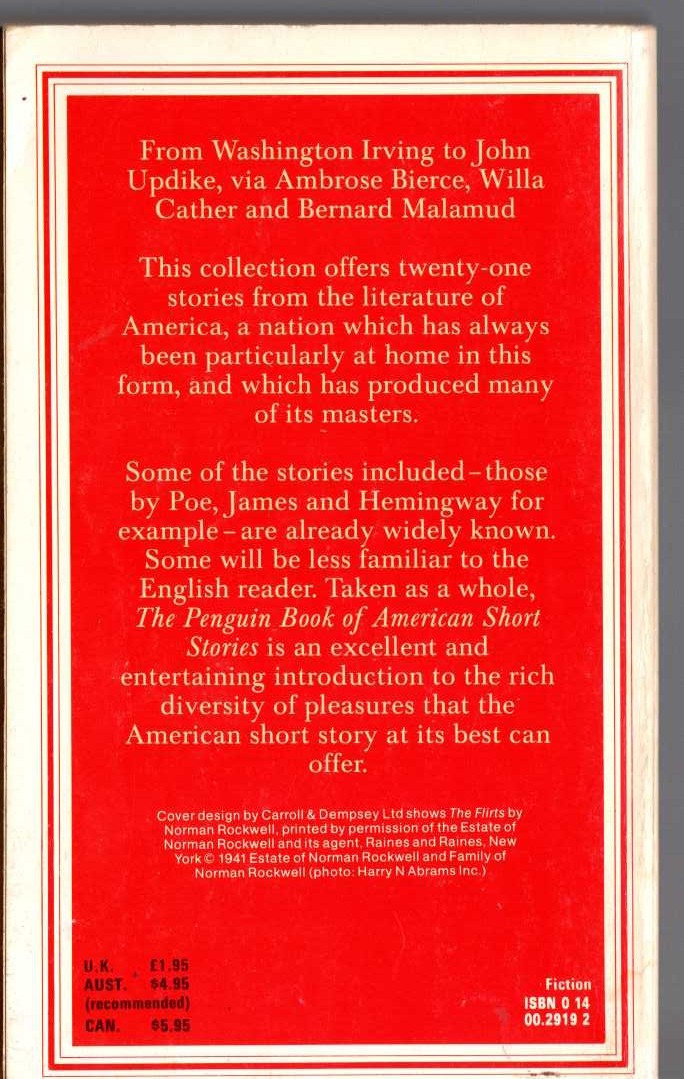 From Washington Irving to John
Updike, via Ambrose Bierce, Willa
Cather and Bernard Malamud
This collection offers twenty-one
stories from the literature of
America, a nation which has always
been particularly at home in this
form, and which has produced many
of its masters.
Some of the stories included – those
by Poe, James and Hemingway for
example – are already widely known.
Some will be less familiar to the
English reader. Taken as a whole,
The Penguin Book of American Short
Stories is an excellent and
entertaining introduction to the rich
diversity of pleasures that the
American short story at its best can
offer.
Cover design by Carroll & Dempsey Ltd shows The Flirts by
Norman Rockwell, printed by permission of the Estate of
Norman Rockwell and its agent, Raines and Raines, New
York © 1941 Estate of Norman Rockwell and Family of
Norman Rockwell (photo: Harry N Abrams Inc.)
U.K. £1.95
AUST. $4.95
(recommended)
CAN. $5.95
Fiction
ISBN 0 14
00.2919 2